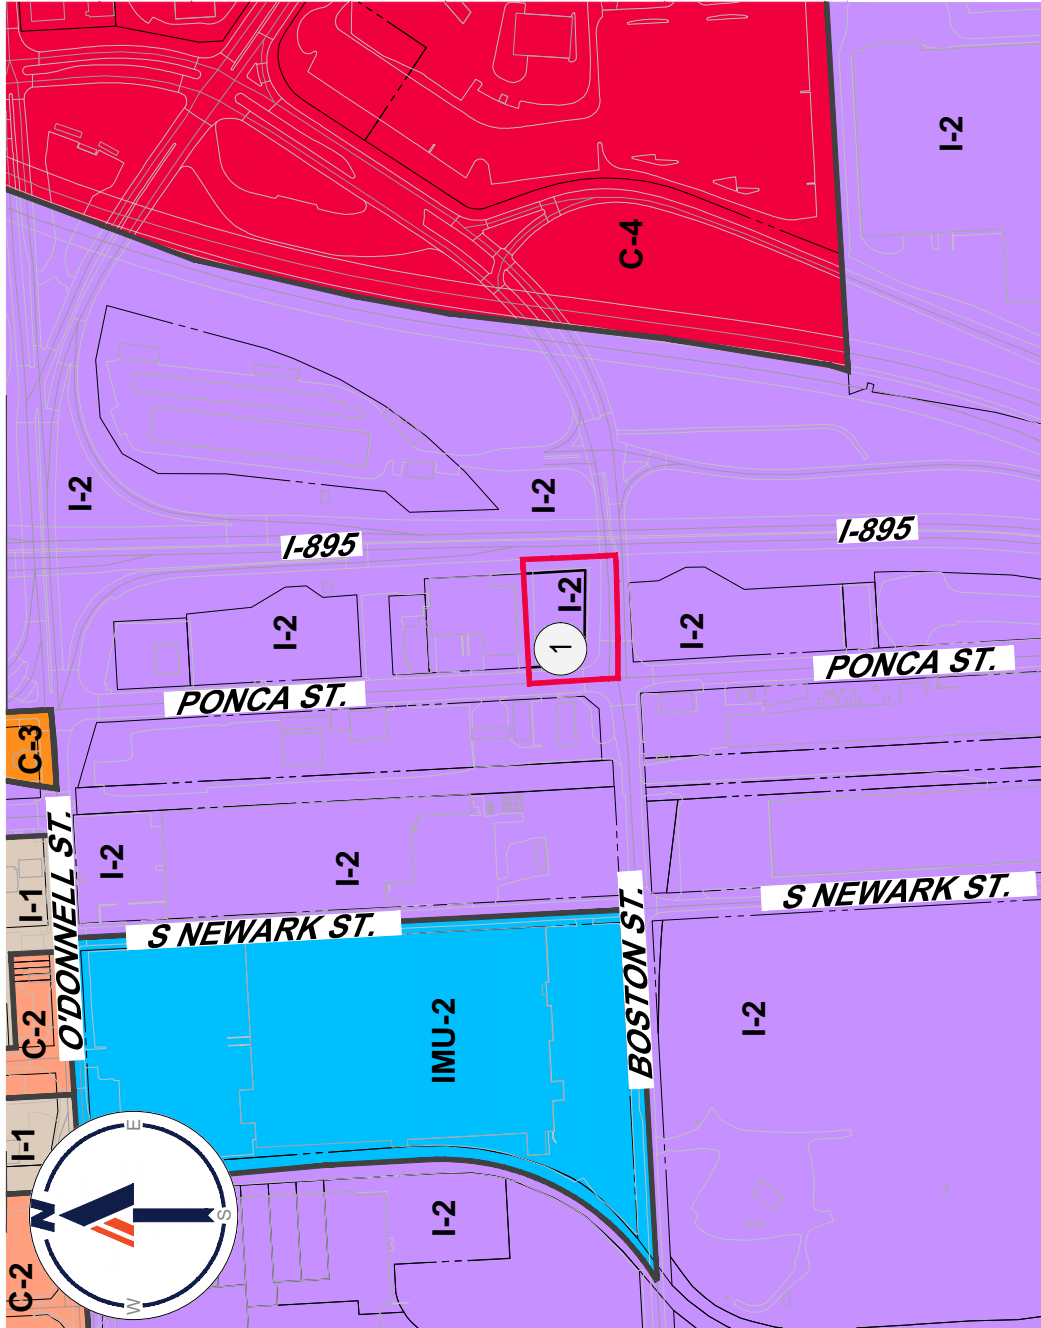 C-2
I-1
C-2
I-1
C-3
N
W
E
S
O'DONNELL ST.
I-2
I-2
S NEWARK ST.
PONCA ST.
I-2
I-895
I-2
I-2
IMU-2
I-2
1
I-2
BOSTON ST.
C-4
I-2
I-2
S NEWARK ST.
PONCA ST.
I-895
I-2